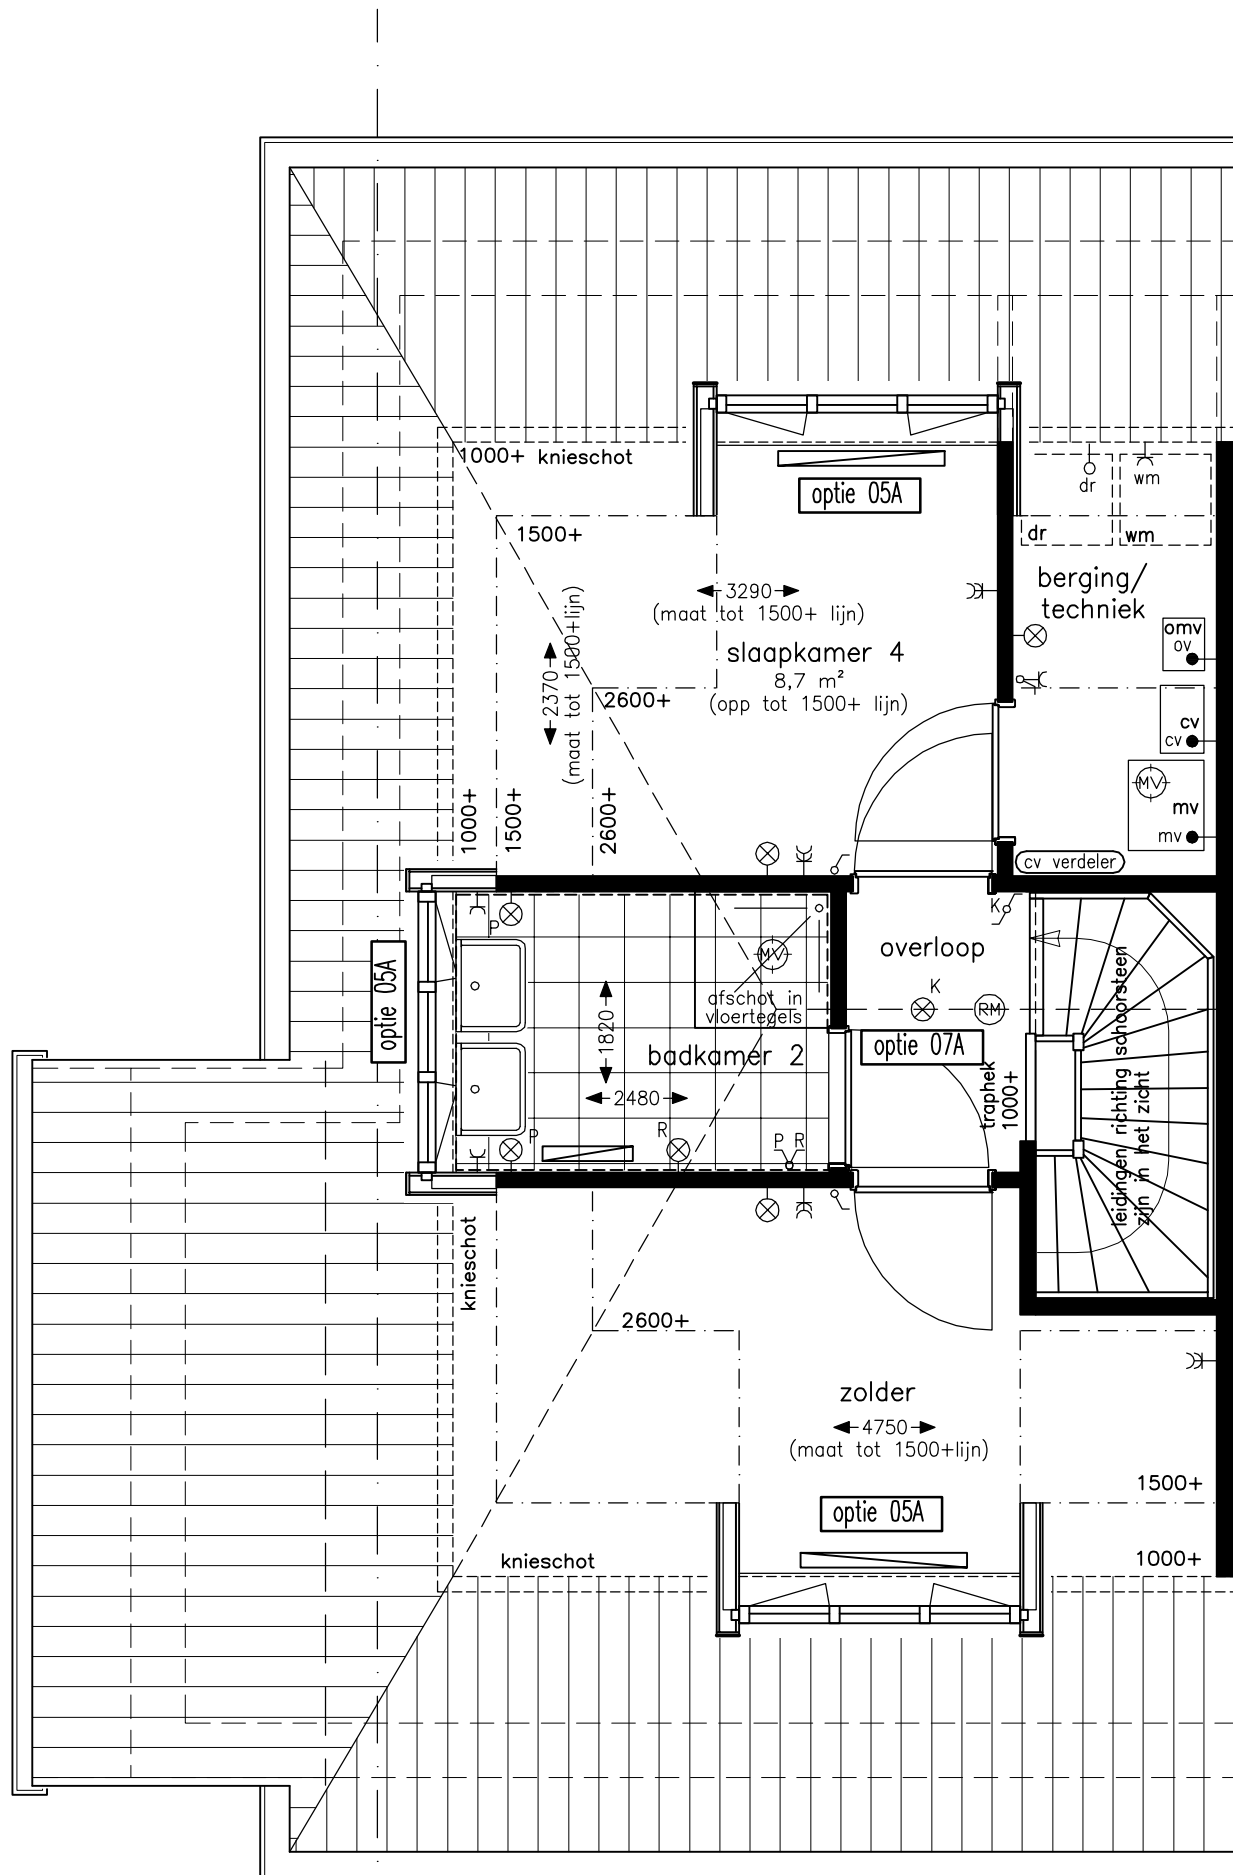 1000+ knieschot
optie 05A
dr
wm
1500+
dr
wm
berging/
techniek
3290
(maat tot 1500+ lijn)
2370
(maat tot 1500+lijn)
omv
ov
slaapkamer 4
8,7 m²
(opp tot 1500+ lijn)
2600+
cv
cv
MV
mv
mv
1000+
1500+
2600+
cv verdeler
K
P
overloop
MV
optie 05A
afschot in
vloertegels
K
RM
1820
badkamer 2
optie 07A
traphek
1000+
leidingen richting schoorsteen
zijn in het zicht
2480
P
R
P R
knieschot
2600+
zolder
4750
(maat tot 1500+lijn)
1500+
optie 05A
knieschot
1000+